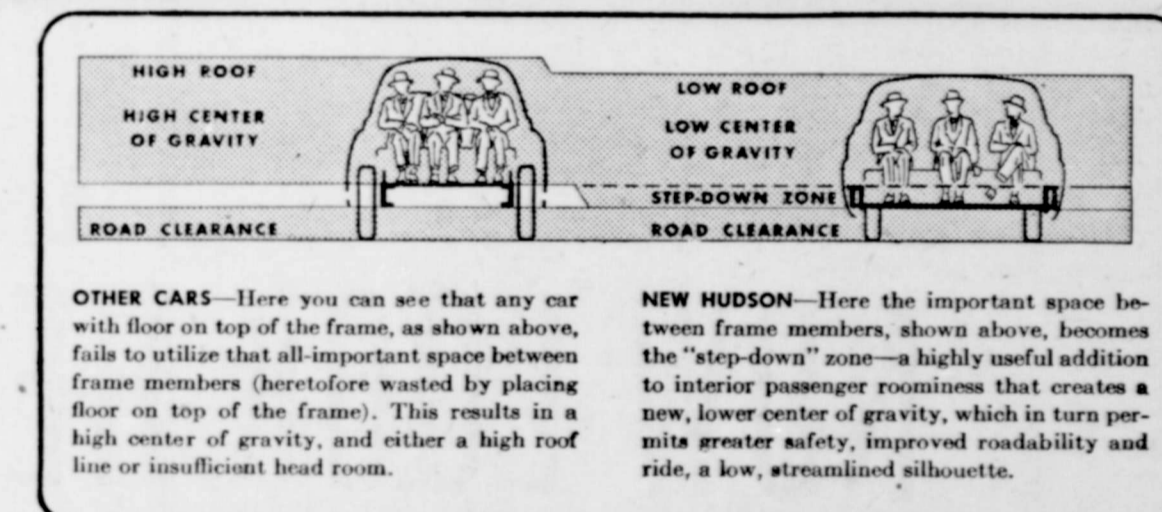 HIGH ROOF
HIGH CENTER
OF GRAVITY
ROAD CLEARANCE
LOW ROOF
LOW CENTER
OF GRAVITY
STEP-DOWN ZONE
ROAD CLEARANCE
OTHER CARS—Here you can see that any car
with floor on top of the frame, as shown above,
fails to utilize that all-important space between
frame members (heretofore wasted by placing
floor on top of the frame). This results in a
high center of gravity, and either a high roof
line or insufficient head room.
NEW HUDSON—Here the important space be-
tween frame members, shown above, becomes
the "step-down" zone—a highly useful addition
to interior passenger roominess that creates a
new, lower center of gravity, which in turn per-
mits greater safety, improved roadability and
ride, a low, streamlined silhouette.